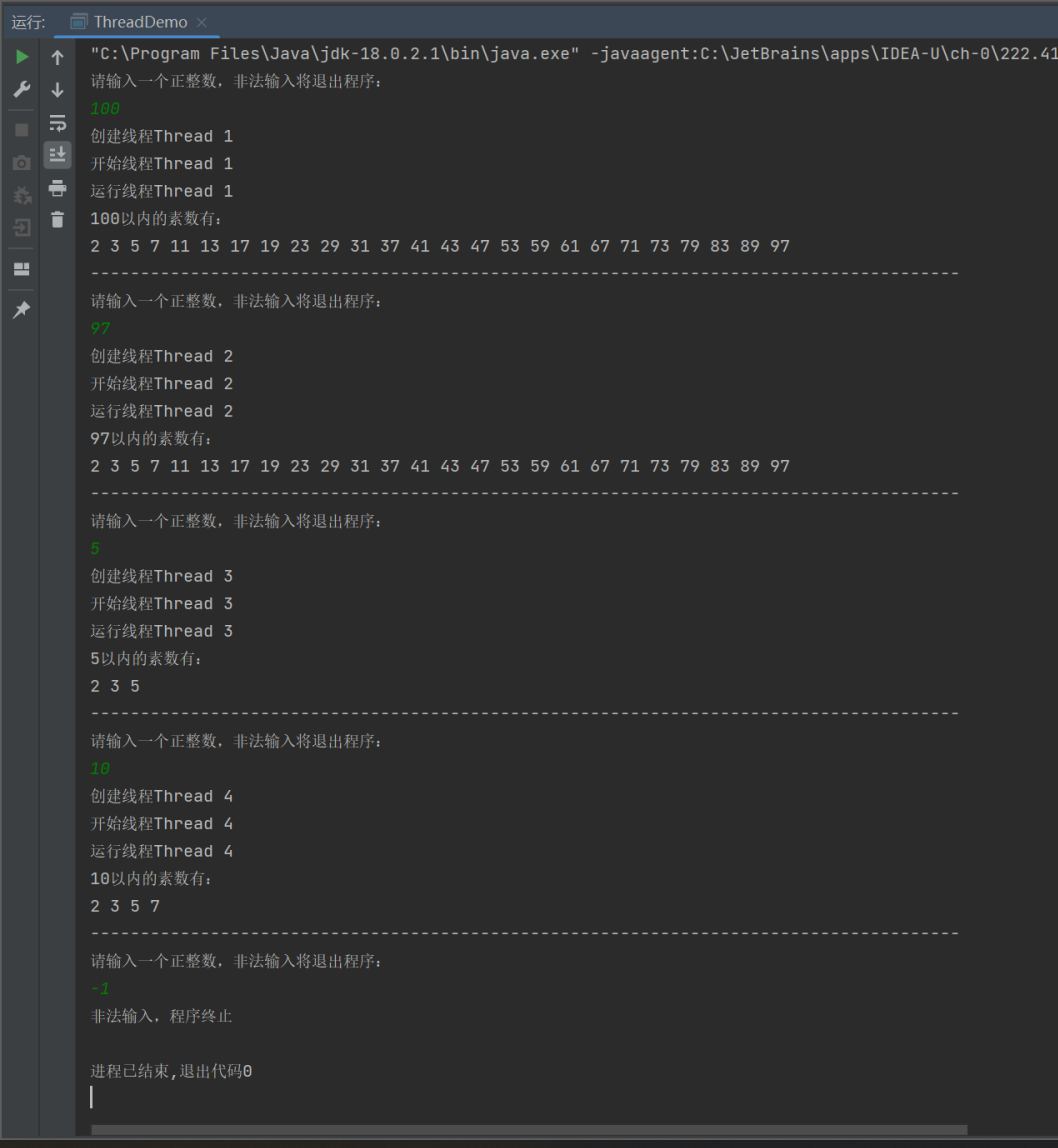 运行: ThreadDemo
"C:\Program Files\Java\jdk-18.0.2.1\bin\java.exe" -javaagent:C:\JetBrains\apps\IDEA-U\ch-0\222.41
请输入一个正整数，非法输入将退出程序：
100
创建线程Thread 1
开始线程Thread 1
运行线程Thread 1
100以内的素数有：
2 3 5 7 11 13 17 19 23 29 31 37 41 43 47 53 59 61 67 71 73 79 83 89 97
---------------------------------------------------------------------------------------
请输入一个正整数，非法输入将退出程序：
97
创建线程Thread 2
开始线程Thread 2
运行线程Thread 2
97以内的素数有：
2 3 5 7 11 13 17 19 23 29 31 37 41 43 47 53 59 61 67 71 73 79 83 89 97
---------------------------------------------------------------------------------------
请输入一个正整数，非法输入将退出程序：
5
创建线程Thread 3
开始线程Thread 3
运行线程Thread 3
5以内的素数有：
2 3 5
---------------------------------------------------------------------------------------
请输入一个正整数，非法输入将退出程序：
10
创建线程Thread 4
开始线程Thread 4
运行线程Thread 4
10以内的素数有：
2 3 5 7
---------------------------------------------------------------------------------------
请输入一个正整数，非法输入将退出程序：
-1
非法输入，程序终止
进程已结束,退出代码0